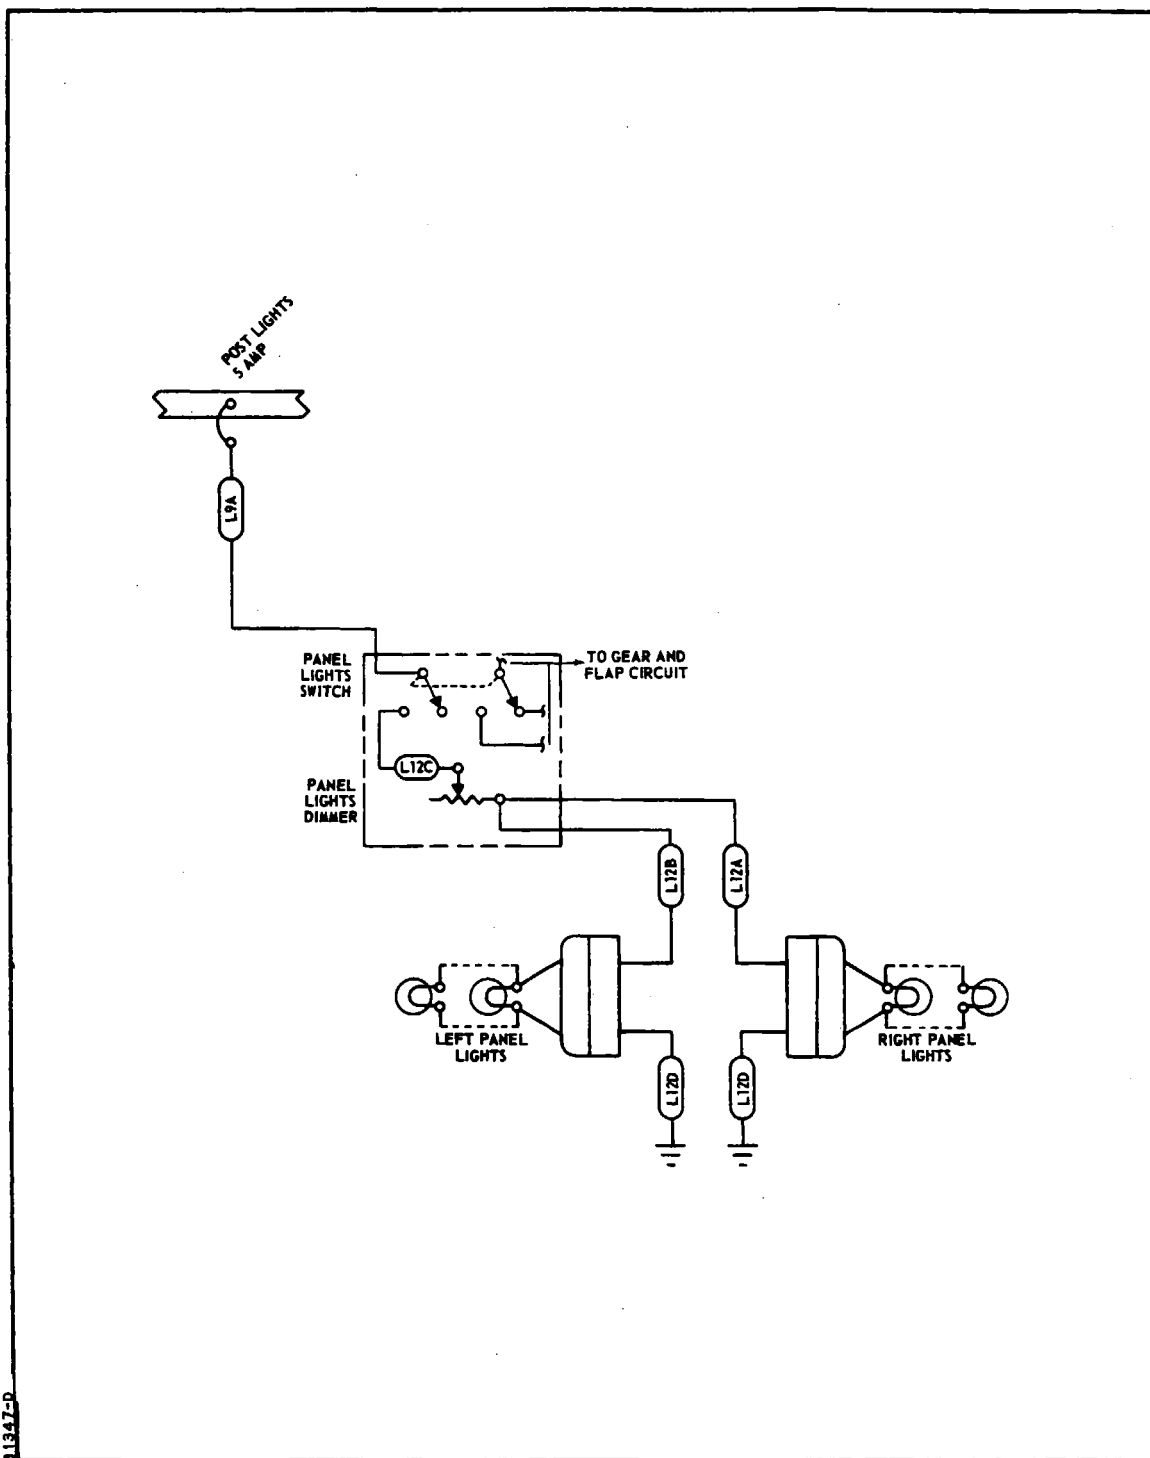 POST LIGHTS
5 AMP
L9A
PANEL
LIGHTS
SWITCH
TO GEAR AND
FLAP CIRCUIT
L12C
PANEL
LIGHTS
DIMMER
L12B
L12A
LEFT PANEL
LIGHTS
RIGHT PANEL
LIGHTS
L12D
L12D